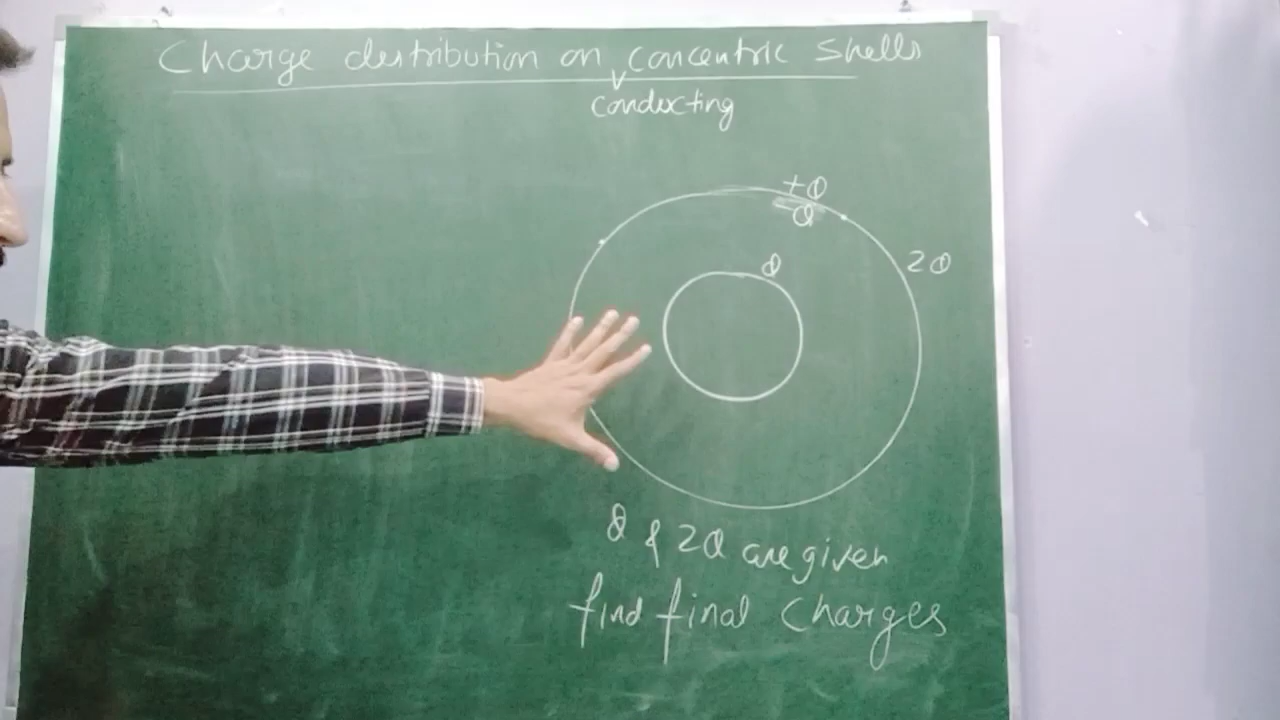 Charge distribution on concentric shells
conducting
+Q
-Q
2Q
Q
Q & 2Q are given
find final charges